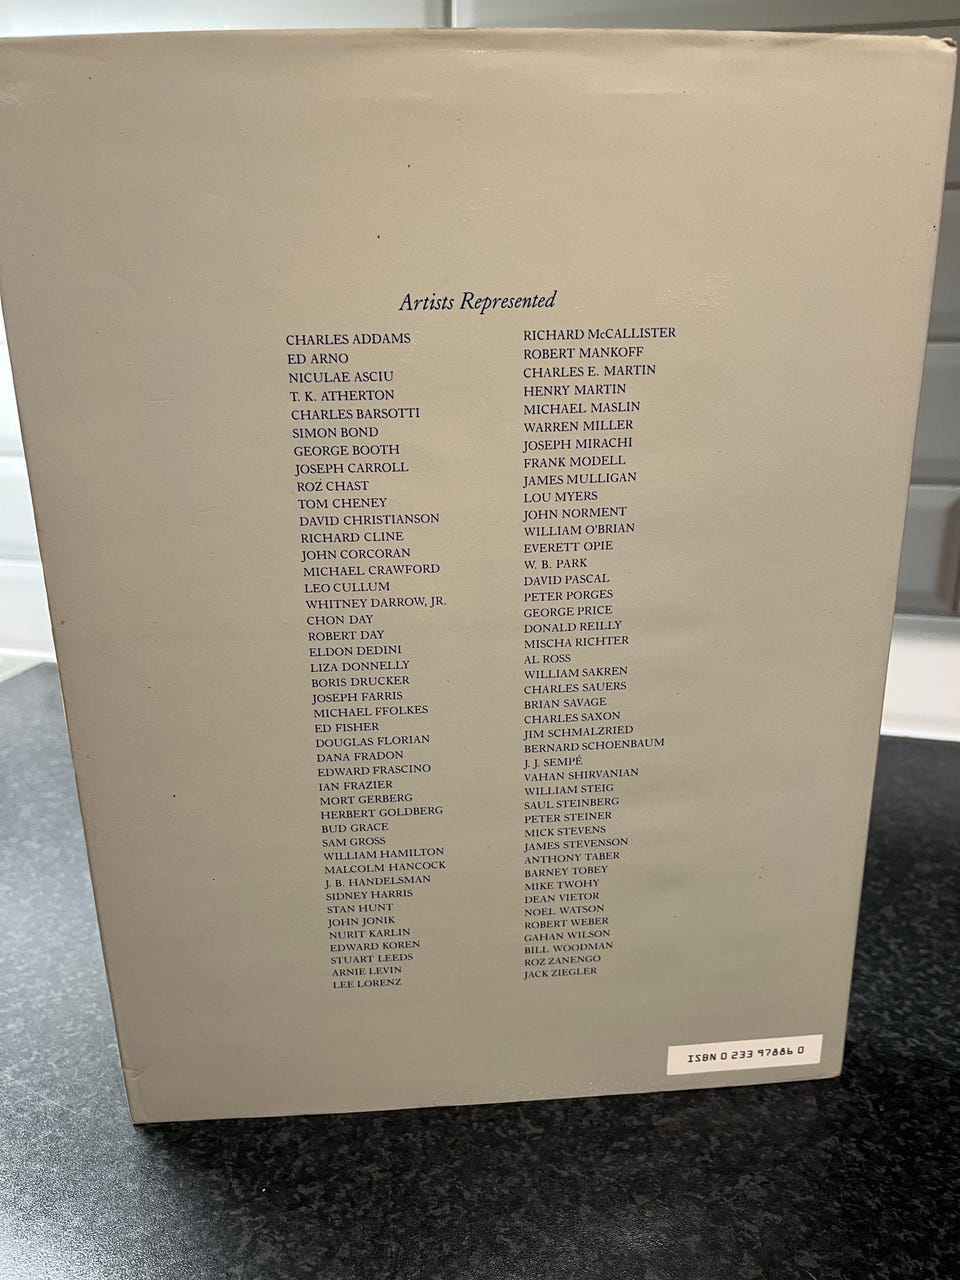 Artists Represented
CHARLES ADDAMS
ED ARNO
NICULAE ASCIU
T. K. ATHERTON
CHARLES BARSOTTI
SIMON BOND
GEORGE BOOTH
JOSEPH CARROLL
ROZ CHAST
TOM CHENEY
DAVID CHRISTIANSON
RICHARD CLINE
JOHN CORCORAN
MICHAEL CRAWFORD
LEO CULLUM
WHITNEY DARROW, JR.
CHON DAY
ROBERT DAY
ELDON DEDINI
LIZA DONNELLY
BORIS DRUCKER
JOSEPH FARRIS
MICHAEL FFOLKES
ED FISHER
DOUGLAS FLORIAN
DANA FRADON
EDWARD FRASCINO
IAN FRAZIER
MORT GERBERG
HERBERT GOLDBERG
BUD GRACE
SAM GROSS
WILLIAM HAMILTON
MALCOLM HANCOCK
J. B. HANDELSMAN
SIDNEY HARRIS
STAN HUNT
JOHN JONIK
NURIT KARLIN
EDWARD KOREN
STUART LEEDS
ARNIE LEVIN
LEE LORENZ
RICHARD McCALLISTER
ROBERT MANKOFF
CHARLES E. MARTIN
HENRY MARTIN
MICHAEL MASLIN
WARREN MILLER
JOSEPH MIRACHI
FRANK MODELL
JAMES MULLIGAN
LOU MYERS
JOHN NORMENT
WILLIAM O'BRIAN
EVERETT OPIE
W. B. PARK
DAVID PASCAL
PETER PORGES
GEORGE PRICE
DONALD REILLY
MISCHA RICHTER
AL ROSS
WILLIAM SAKREN
CHARLES SAUERS
BRIAN SAVAGE
CHARLES SAXON
JIM SCHMALZRIED
BERNARD SCHOENBAUM
J. J. SEMPÉ
VAHAN SHIRVANIAN
WILLIAM STEIG
SAUL STEINBERG
PETER STEINER
MICK STEVENS
JAMES STEVENSON
ANTHONY TABER
BARNEY TOBEY
MIKE TWOHY
DEAN VIETOR
NOEL WATSON
ROBERT WEBER
GAHAN WILSON
BILL WOODMAN
ROZ ZANENGO
JACK ZIEGLER
ISBN 0 233 97886 0